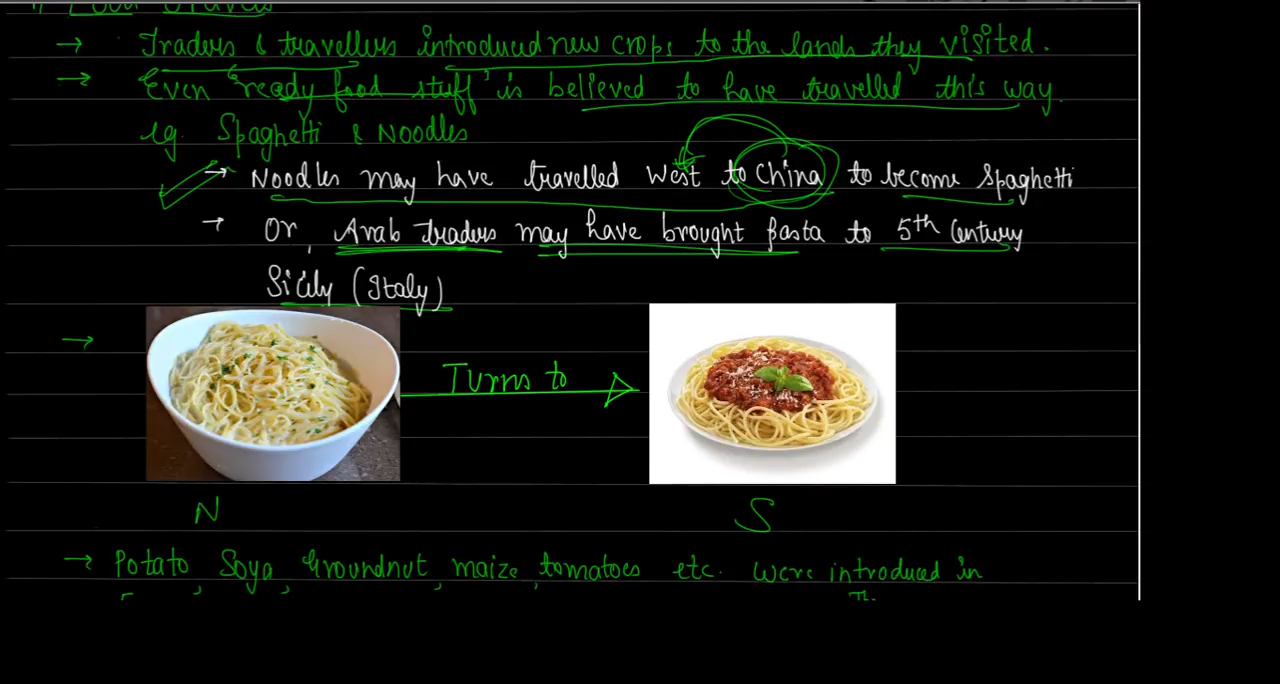 Food Travels
→ Traders & travellers introduced new crops to the lands they visited.
→ Even "ready food stuff" is believed to have travelled this way.
eg. Spaghetti & Noodles
→ Noodles may have travelled West to China to become Spaghetti
→ Or, Arab traders may have brought pasta to 5th Century
Sicily (Italy)
→ Turns to
N S
→ Potato, Soya, Groundnut, maize, tomatoes etc. were introduced in